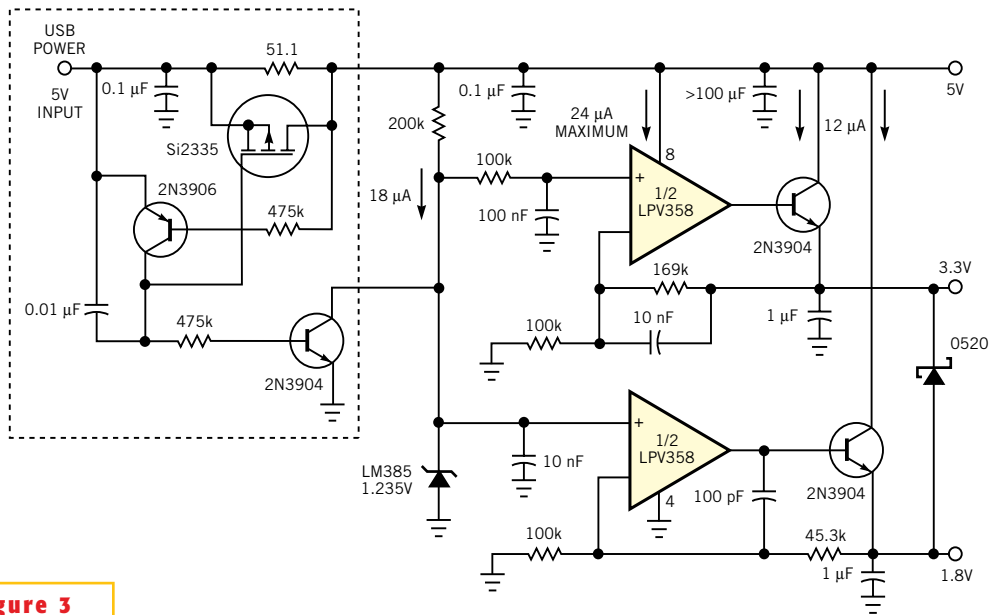 USB
POWER
5V
INPUT
0.1 µF
51.1
Si2335
2N3906
475k
0.01 µF
475k
2N3904
200k
18 µA
0.1 µF
100k
100 nF
24 µA
MAXIMUM
8
+
1/2
LPV358
>100 µF
12 µA
5V
2N3904
169k
10 nF
100k
1 µF
3.3V
0520
LM385
1.235V
10 nF
+
1/2
LPV358
4
100 pF
2N3904
100k
45.3k
1 µF
1.8V
gure 3